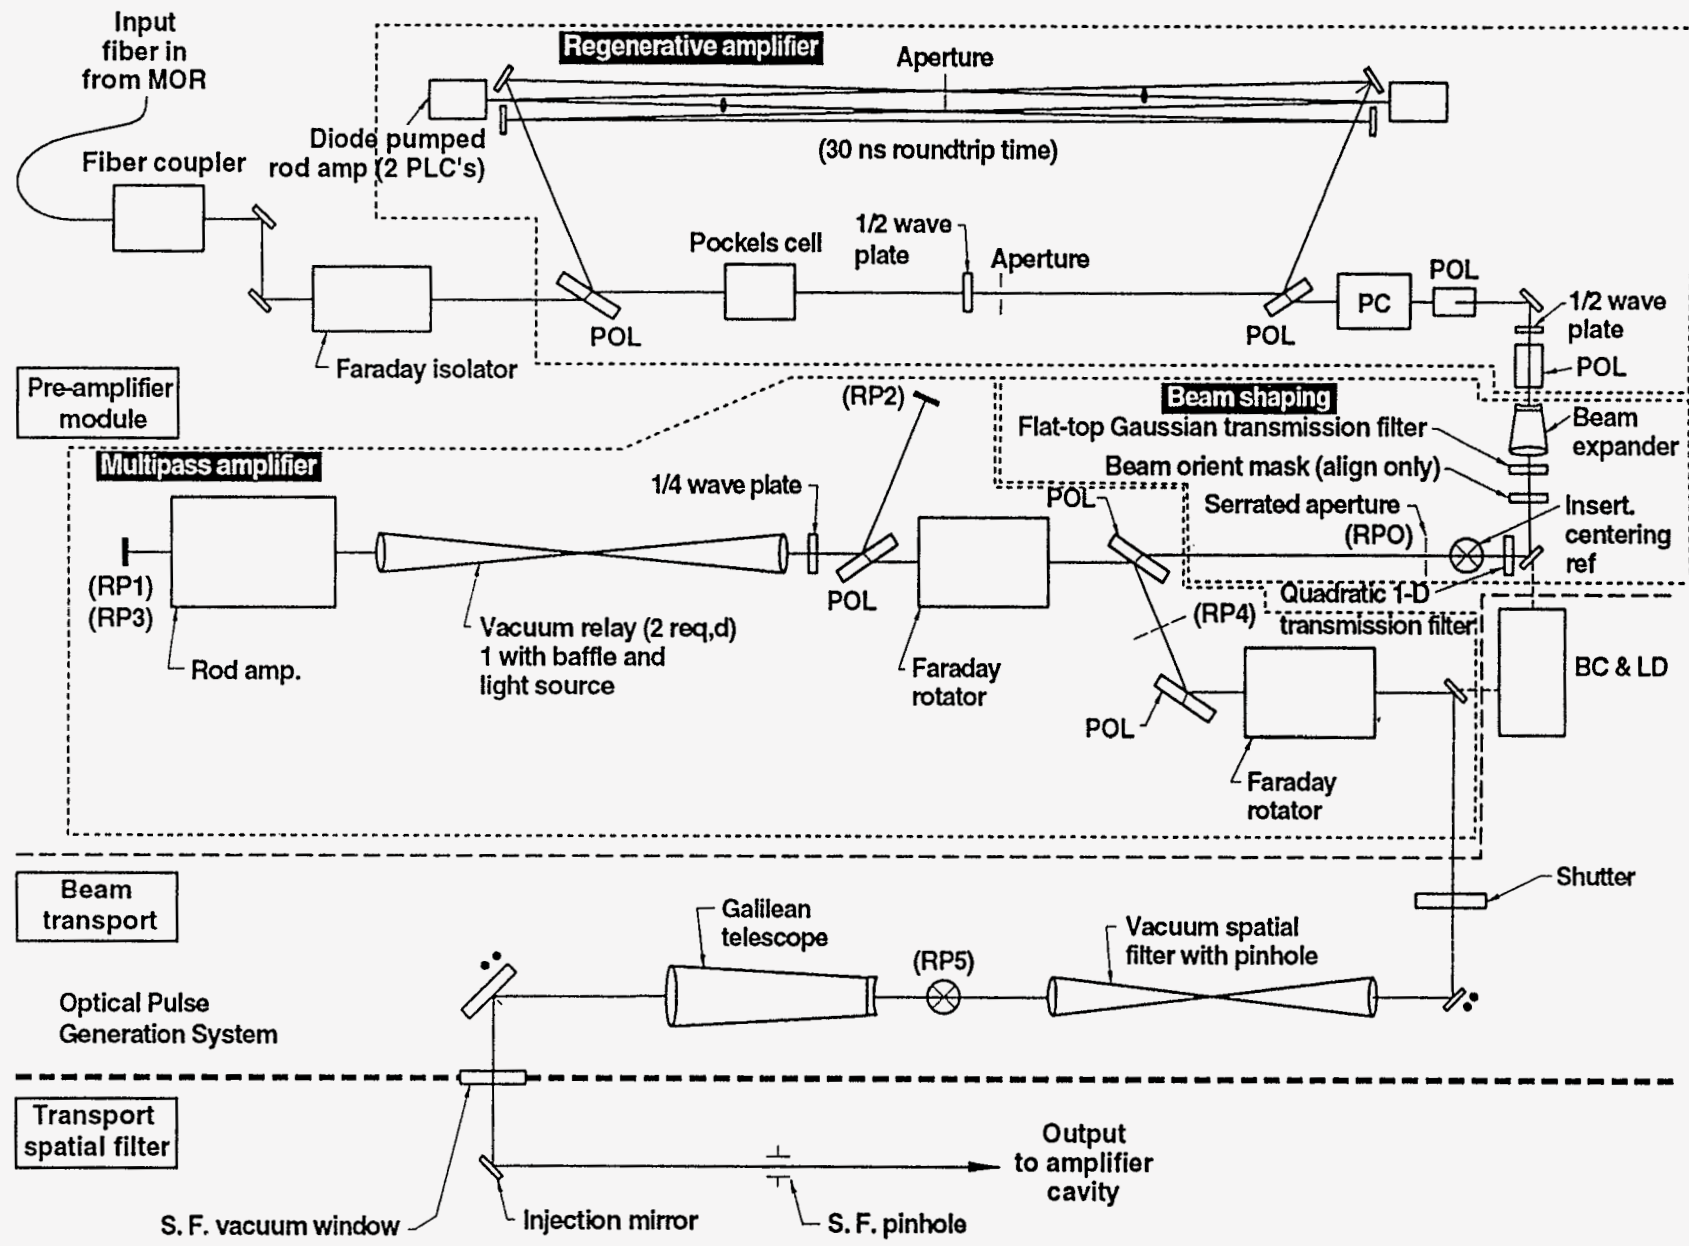 Input
fiber in
from MOR
Regenerative amplifier
Aperture
Diode pumped
rod amp (2 PLC's)
(30 ns roundtrip time)
Fiber coupler
Pockels cell
1/2 wave
plate
Aperture
POL
PC
POL
1/2 wave
plate
POL
POL
Faraday isolator
Pre-amplifier
module
(RP2)
Beam shaping
Flat-top Gaussian transmission filter
Beam
expander
Beam orient mask (align only)
Multipass amplifier
1/4 wave plate
POL
Serrated aperture
(RPO)
Insert.
centering
ref
(RP1)
(RP3)
POL
Quadratic 1-D
transmission filter
(RP4)
Vacuum relay (2 req,d)
1 with baffle and
light source
Rod amp.
Faraday
rotator
BC & LD
POL
Faraday
rotator
Beam
transport
Shutter
Galilean
telescope
Vacuum spatial
filter with pinhole
(RP5)
Optical Pulse
Generation System
Transport
spatial filter
Output
to amplifier
cavity
S. F. vacuum window
Injection mirror
S. F. pinhole